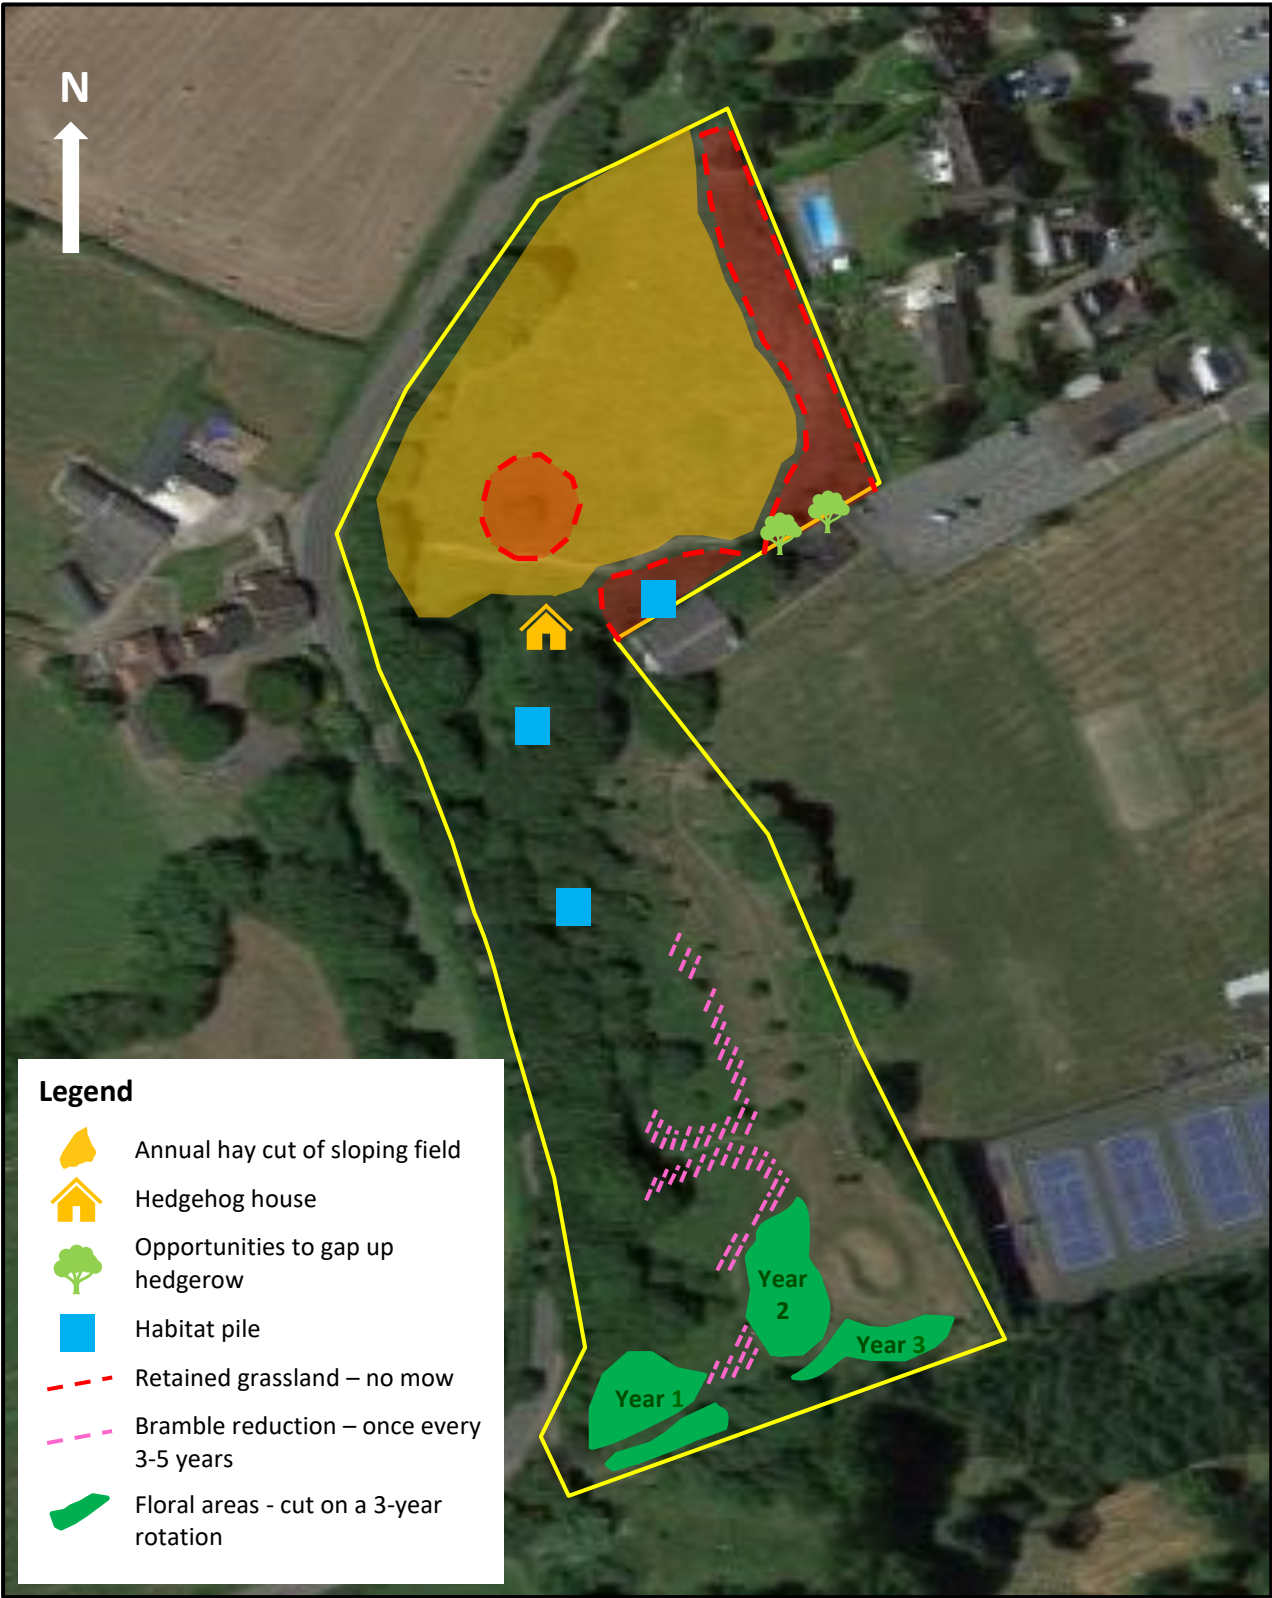 N
Year
2
Year 3
Year 1
Legend
Annual hay cut of sloping field
Hedgehog house
Opportunities to gap up
hedgerow
Habitat pile
Retained grassland – no mow
Bramble reduction – once every
3-5 years
Floral areas - cut on a 3-year
rotation